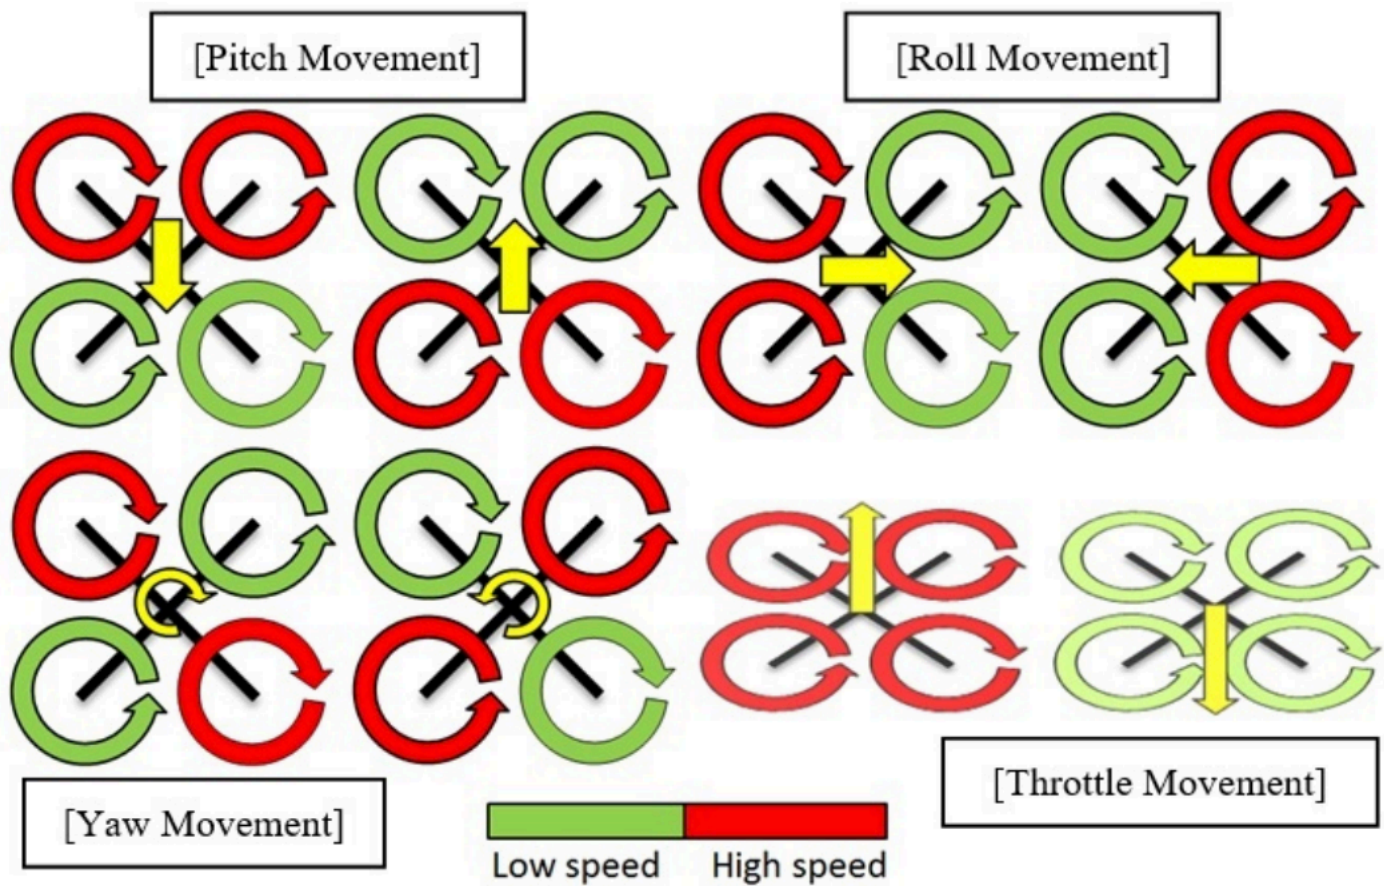 [Pitch Movement]
[Roll Movement]
[Yaw Movement]
[Throttle Movement]
Low speed
High speed